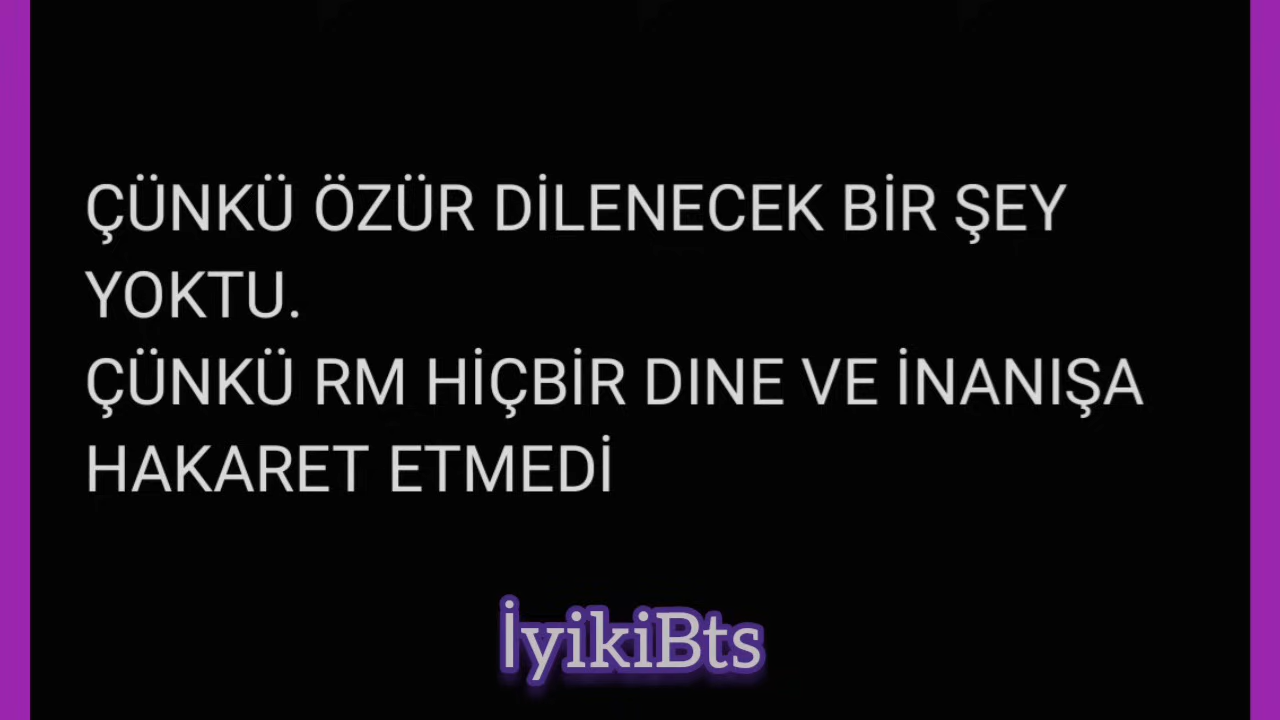 ÇÜNKÜ ÖZÜR DİLENECEK BİR ŞEY
YOKTU.
ÇÜNKÜ RM HİÇBİR DINE VE İNANIŞA
HAKARET ETMEDİ
İyikiBts